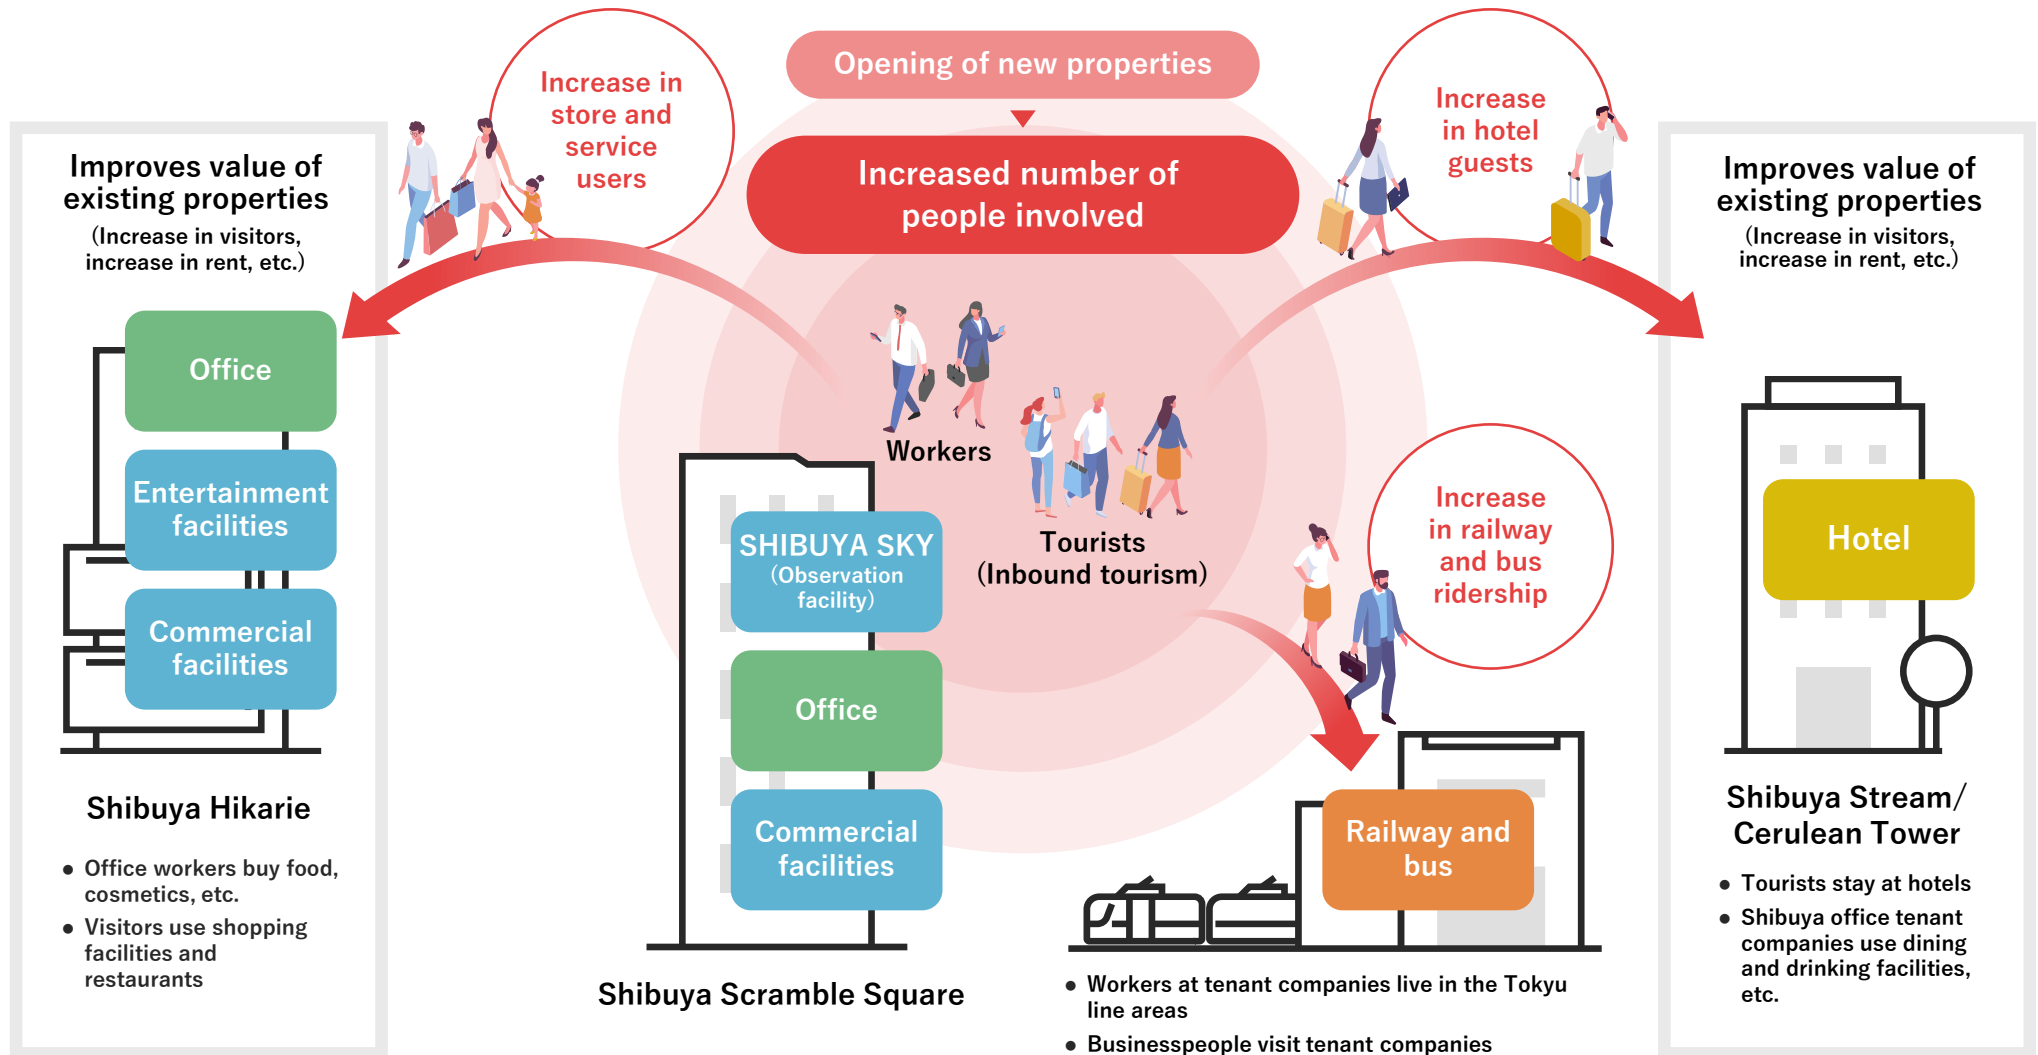 Opening of new properties
Increased number of
people involved
Increase in
store and
service
users
Increase
in hotel
guests
Improves value of
existing properties
(Increase in visitors,
increase in rent, etc.)
Office
Entertainment
facilities
Commercial
facilities
Shibuya Hikarie
● Office workers buy food,
cosmetics, etc.
● Visitors use shopping
facilities and
restaurants
Workers
Tourists
(Inbound tourism)
SHIBUYA SKY
(Observation
facility)
Office
Commercial
facilities
Shibuya Scramble Square
Increase
in railway
and bus
ridership
Railway and
bus
● Workers at tenant companies live in the Tokyu
line areas
● Businesspeople visit tenant companies
Improves value of
existing properties
(Increase in visitors,
increase in rent, etc.)
Hotel
Shibuya Stream/
Cerulean Tower
● Tourists stay at hotels
● Shibuya office tenant
companies use dining
and drinking facilities,
etc.